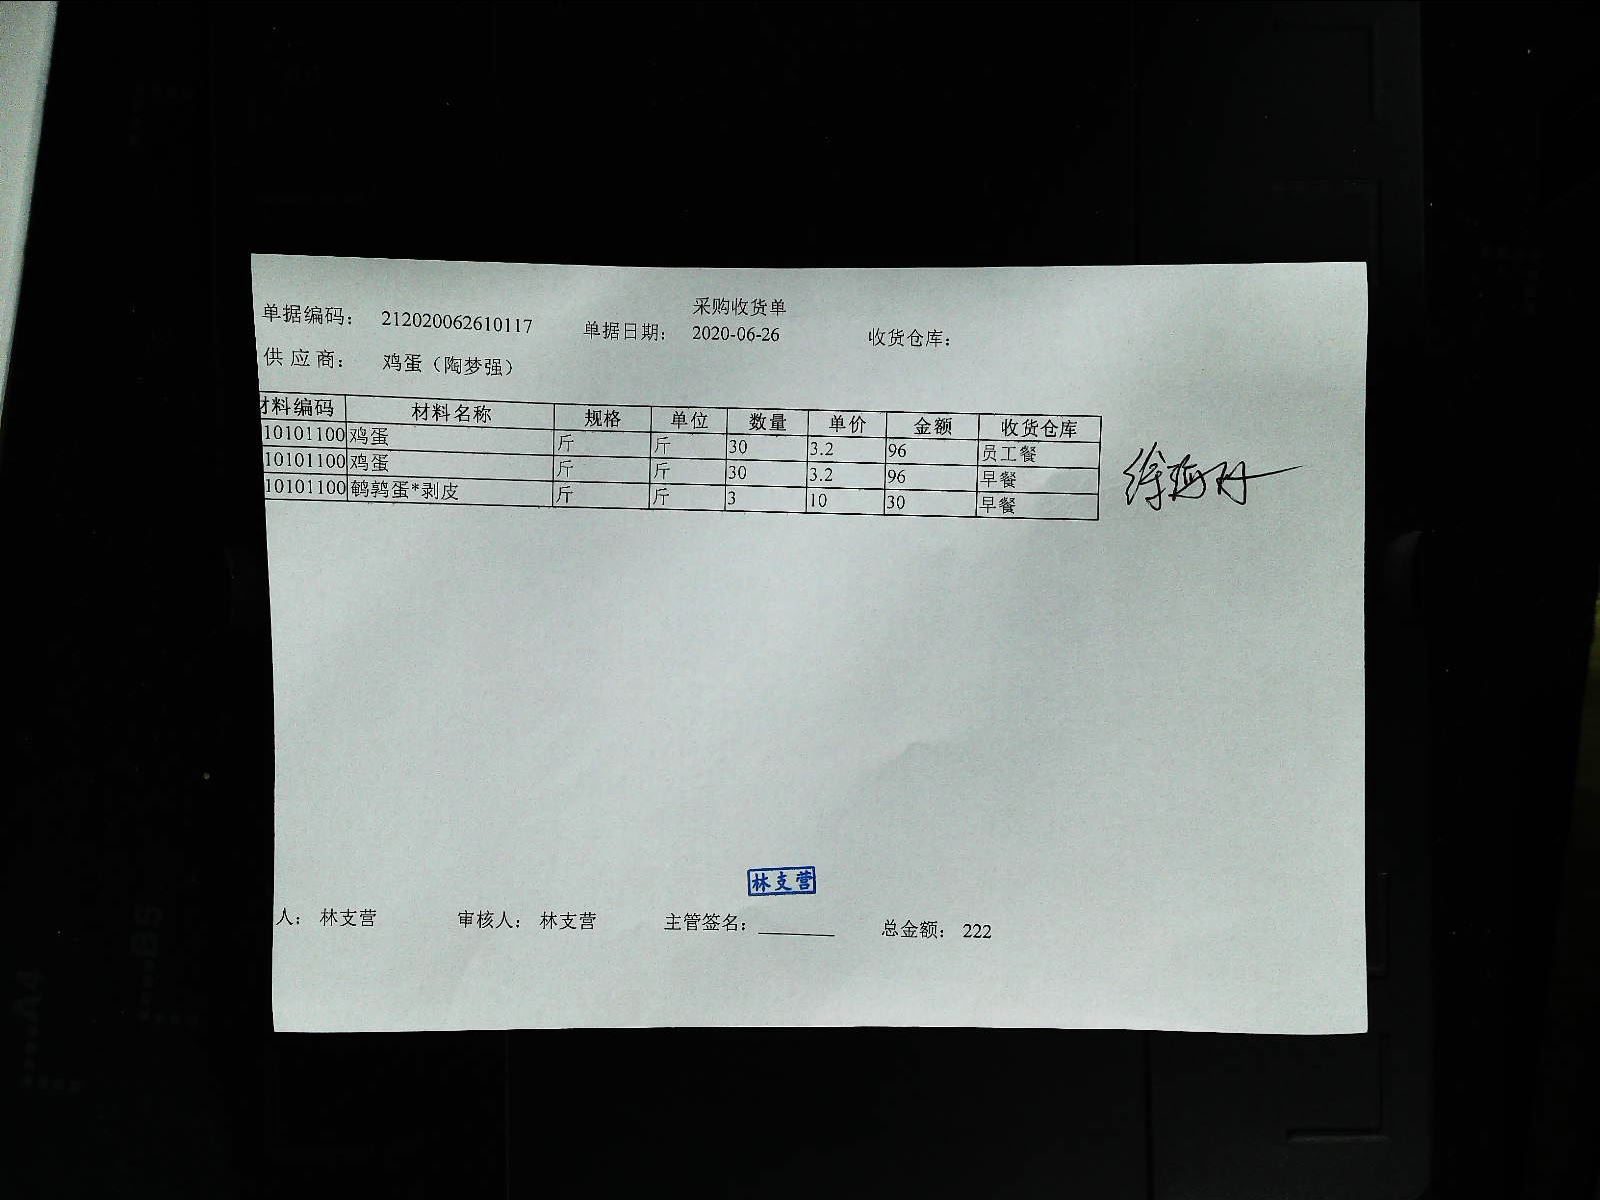 采购收货单
单据编码： 212020062610117 单据日期： 2020-06-26 收货仓库：
供 应 商： 鸡蛋（陶梦强）
材料编码 材料名称 规格 单位 数量 单价 金额 收货仓库
10101100 鸡蛋 斤 斤 30 3.2 96 员工餐
10101100 鸡蛋 斤 斤 30 3.2 96 早餐
10101100 鹌鹑蛋*剥皮 斤 斤 3 10 30 早餐
林支营
人： 林支营 审核人： 林支营 主管签名： 总金额： 222
A4
B5